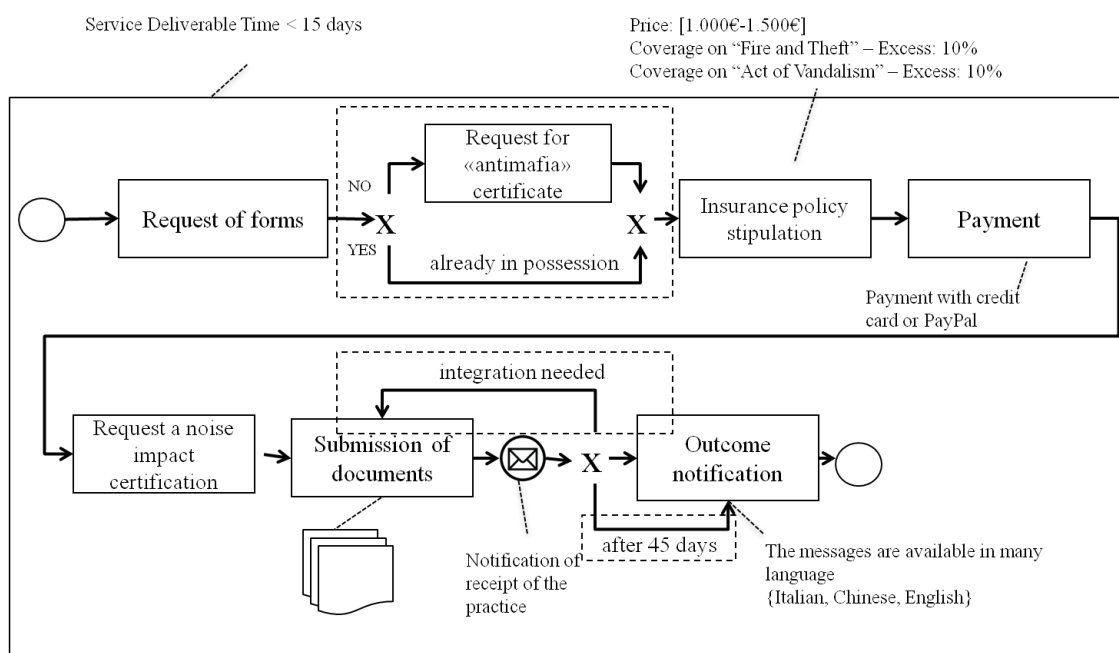 Service Deliverable Time < 15 days
Price: [1.000€-1.500€]
Coverage on “Fire and Theft” – Excess: 10%
Coverage on “Act of Vandalism” – Excess: 10%
Request of forms
NO
YES
X
Request for
«antimafia»
certificate
already in possession
X
Insurance policy
stipulation
Payment
Payment with credit
card or PayPal
integration needed
Request a noise
impact
certification
Submission of
documents
X
Outcome
notification
after 45 days
Notification of
receipt of the
practice
The messages are available in many
language
{Italian, Chinese, English}